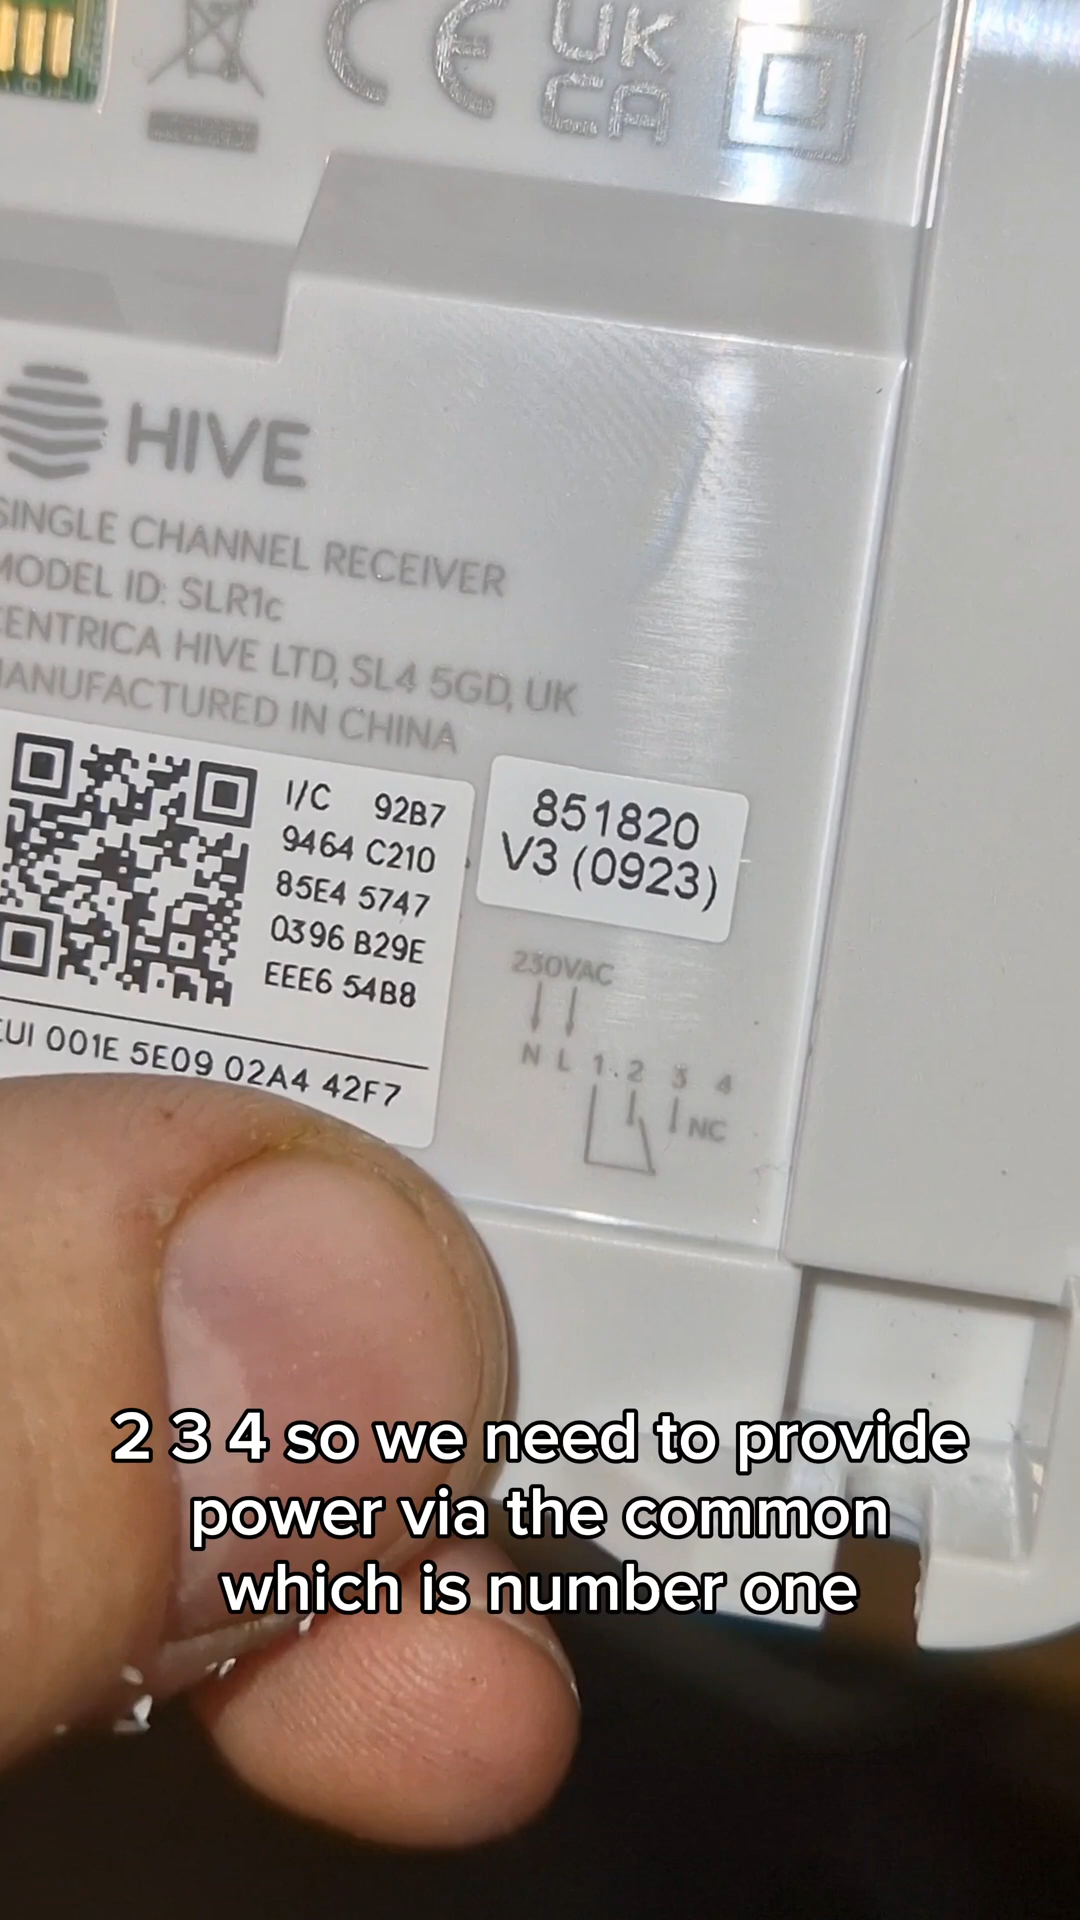 CE UK
CA
HIVE
SINGLE CHANNEL RECEIVER
MODEL ID: SLR1c
CENTRICA HIVE LTD, SL4 5GD, UK
MANUFACTURED IN CHINA
I/C 92B7
9464 C210
85E4 5747
0396 B29E
EEE6 54B8
EUI 001E 5E09 02A4 42F7
851820
V3 (0923)
230VAC
N L 1 . 2 3 4
NC
2 3 4 so we need to provide
power via the common
which is number one